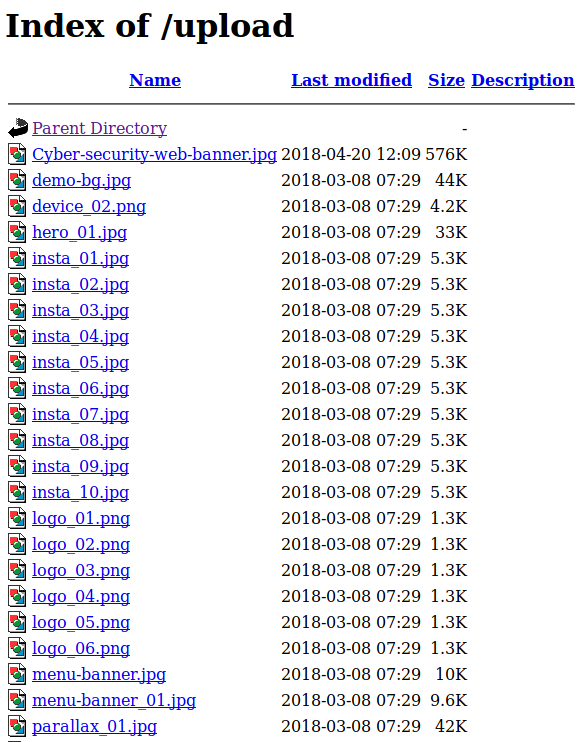 Index of /upload
Name Last modified Size Description
Parent Directory -
Cyber-security-web-banner.jpg 2018-04-20 12:09 576K
demo-bg.jpg 2018-03-08 07:29 44K
device_02.png 2018-03-08 07:29 4.2K
hero_01.jpg 2018-03-08 07:29 33K
insta_01.jpg 2018-03-08 07:29 5.3K
insta_02.jpg 2018-03-08 07:29 5.3K
insta_03.jpg 2018-03-08 07:29 5.3K
insta_04.jpg 2018-03-08 07:29 5.3K
insta_05.jpg 2018-03-08 07:29 5.3K
insta_06.jpg 2018-03-08 07:29 5.3K
insta_07.jpg 2018-03-08 07:29 5.3K
insta_08.jpg 2018-03-08 07:29 5.3K
insta_09.jpg 2018-03-08 07:29 5.3K
insta_10.jpg 2018-03-08 07:29 5.3K
logo_01.png 2018-03-08 07:29 1.3K
logo_02.png 2018-03-08 07:29 1.3K
logo_03.png 2018-03-08 07:29 1.3K
logo_04.png 2018-03-08 07:29 1.3K
logo_05.png 2018-03-08 07:29 1.3K
logo_06.png 2018-03-08 07:29 1.3K
menu-banner.jpg 2018-03-08 07:29 10K
menu-banner_01.jpg 2018-03-08 07:29 9.6K
parallax_01.jpg 2018-03-08 07:29 42K